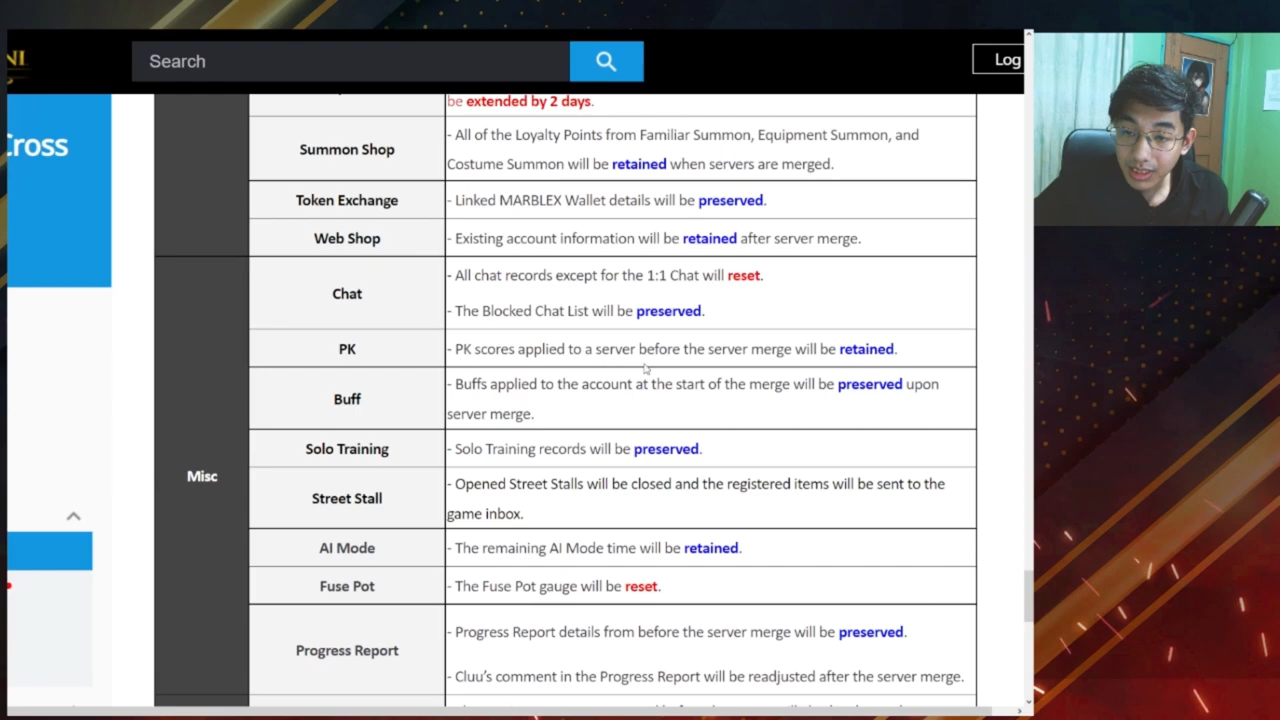 NI
Search
Log
Cross
be extended by 2 days.
Summon Shop
- All of the Loyalty Points from Familiar Summon, Equipment Summon, and
Costume Summon will be retained when servers are merged.
Token Exchange
- Linked MARBLEX Wallet details will be preserved.
Web Shop
- Existing account information will be retained after server merge.
Misc
Chat
- All chat records except for the 1:1 Chat will reset.
- The Blocked Chat List will be preserved.
PK
- PK scores applied to a server before the server merge will be retained.
Buff
- Buffs applied to the account at the start of the merge will be preserved upon
server merge.
Solo Training
- Solo Training records will be preserved.
Street Stall
- Opened Street Stalls will be closed and the registered items will be sent to the
game inbox.
AI Mode
- The remaining AI Mode time will be retained.
Fuse Pot
- The Fuse Pot gauge will be reset.
Progress Report
- Progress Report details from before the server merge will be preserved.
- Cluu's comment in the Progress Report will be readjusted after the server merge.